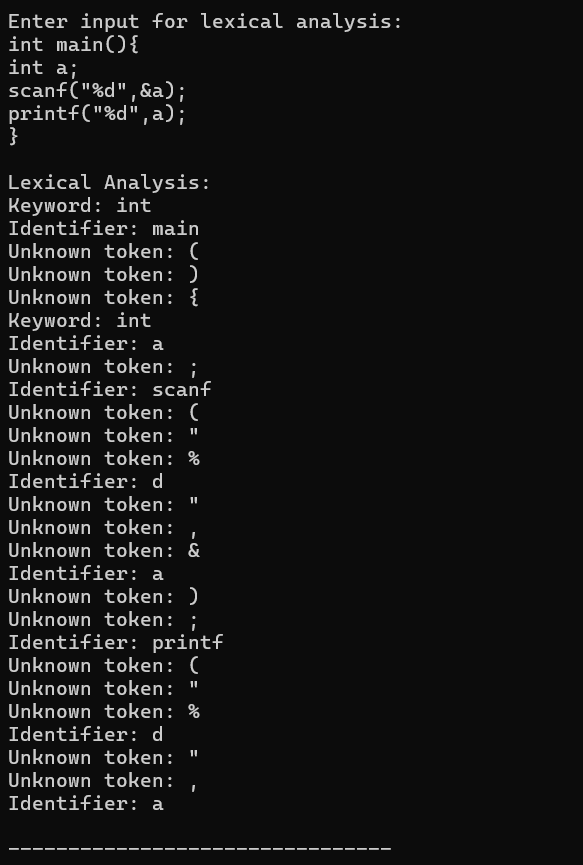 Enter input for lexical analysis:
int main(){
int a;
scanf("%d",&a);
printf("%d",a);
}
Lexical Analysis:
Keyword: int
Identifier: main
Unknown token: (
Unknown token: )
Unknown token: {
Keyword: int
Identifier: a
Unknown token: ;
Identifier: scanf
Unknown token: (
Unknown token: "
Unknown token: %
Identifier: d
Unknown token: "
Unknown token: ,
Unknown token: &
Identifier: a
Unknown token: )
Unknown token: ;
Identifier: printf
Unknown token: (
Unknown token: "
Unknown token: %
Identifier: d
Unknown token: "
Unknown token: ,
Identifier: a
--------------------------------